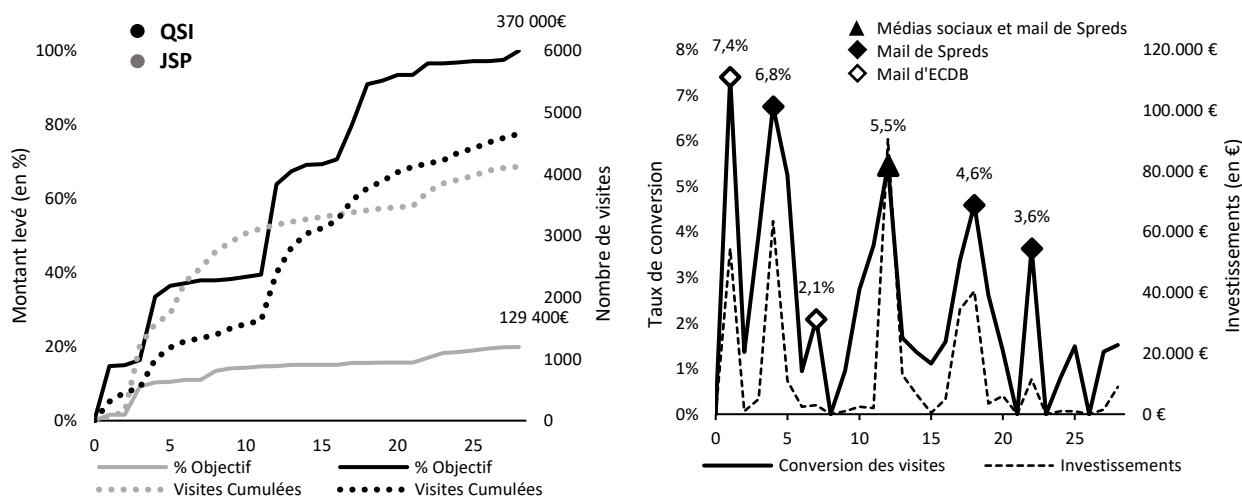 370 000€
QSI
JSP
100%
80%
60%
40%
20%
0%
Montant levé (en %)
129 400€
6000
5000
4000
3000
2000
1000
0
Nombre de visites
0 5 10 15 20 25
% Objectif % Objectif
Visites Cumulées Visites Cumulées
Médias sociaux et mail de Spreds
Mail de Spreds
Mail d'ECDB
8%
7%
6%
5%
4%
3%
2%
1%
0%
Taux de conversion
7,4%
6,8%
2,1%
5,5%
4,6%
3,6%
120.000 €
100.000 €
80.000 €
60.000 €
40.000 €
20.000 €
0 €
Investissements (en €)
0 5 10 15 20 25
Conversion des visites Investissements